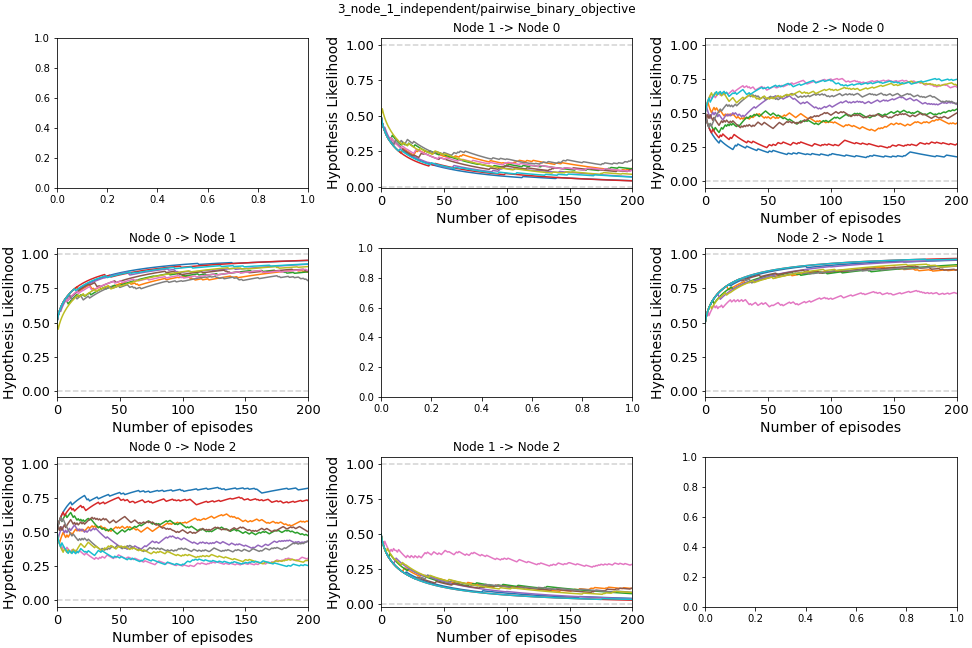 3_node_1_independent/pairwise_binary_objective
1.0
0.8
0.6
0.4
0.2
0.0
0.0 0.2 0.4 0.6 0.8 1.0
Node 1 -> Node 0
Hypothesis Likelihood
1.00
0.75
0.50
0.25
0.00
0 50 100 150 200
Number of episodes
Node 2 -> Node 0
Hypothesis Likelihood
1.00
0.75
0.50
0.25
0.00
0 50 100 150 200
Number of episodes
Node 0 -> Node 1
Hypothesis Likelihood
1.00
0.75
0.50
0.25
0.00
0 50 100 150 200
Number of episodes
1.0
0.8
0.6
0.4
0.2
0.0
0.0 0.2 0.4 0.6 0.8 1.0
Node 2 -> Node 1
Hypothesis Likelihood
1.00
0.75
0.50
0.25
0.00
0 50 100 150 200
Number of episodes
Node 0 -> Node 2
Hypothesis Likelihood
1.00
0.75
0.50
0.25
0.00
0 50 100 150 200
Number of episodes
Node 1 -> Node 2
Hypothesis Likelihood
1.00
0.75
0.50
0.25
0.00
0 50 100 150 200
Number of episodes
1.0
0.8
0.6
0.4
0.2
0.0
0.0 0.2 0.4 0.6 0.8 1.0